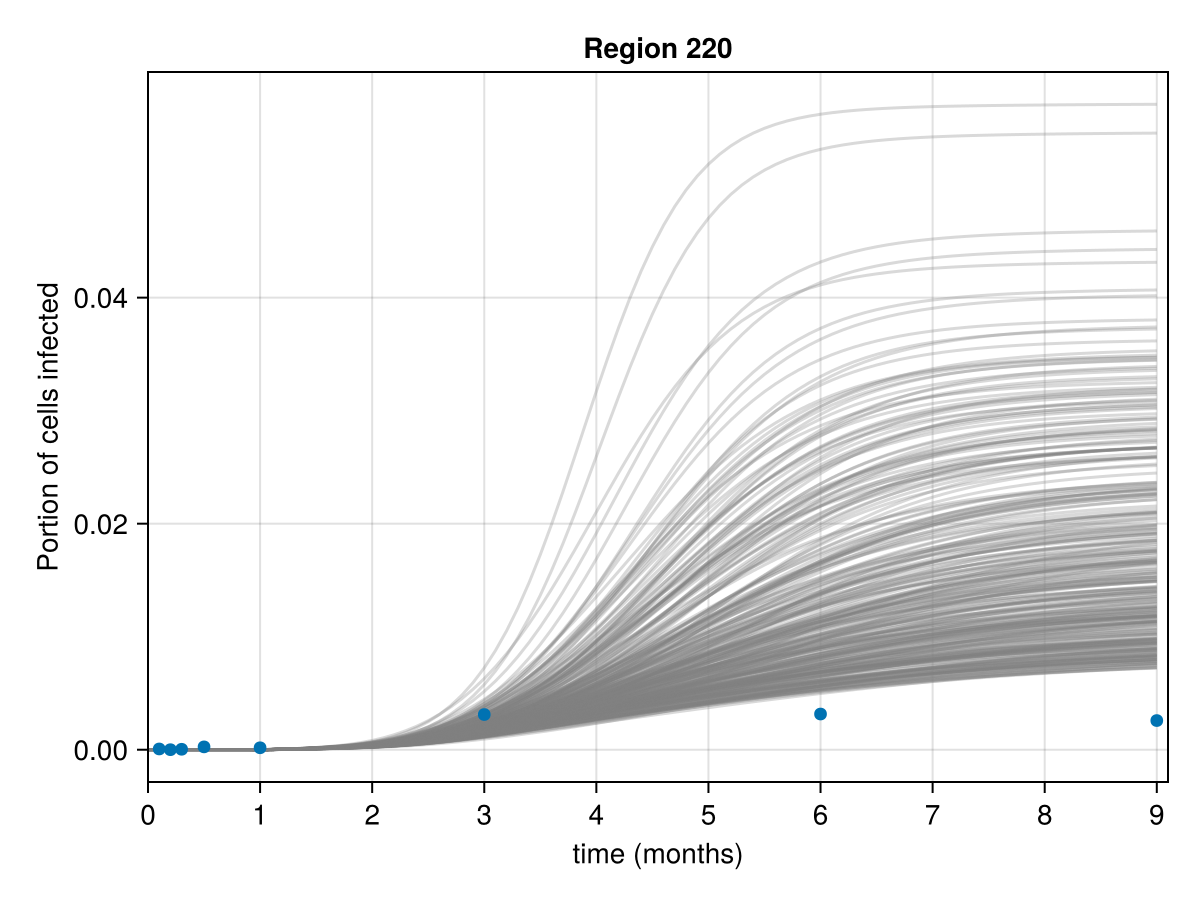 Region 220
Portion of cells infected
0.04
0.02
0.00
0 1 2 3 4 5 6 7 8 9
time (months)